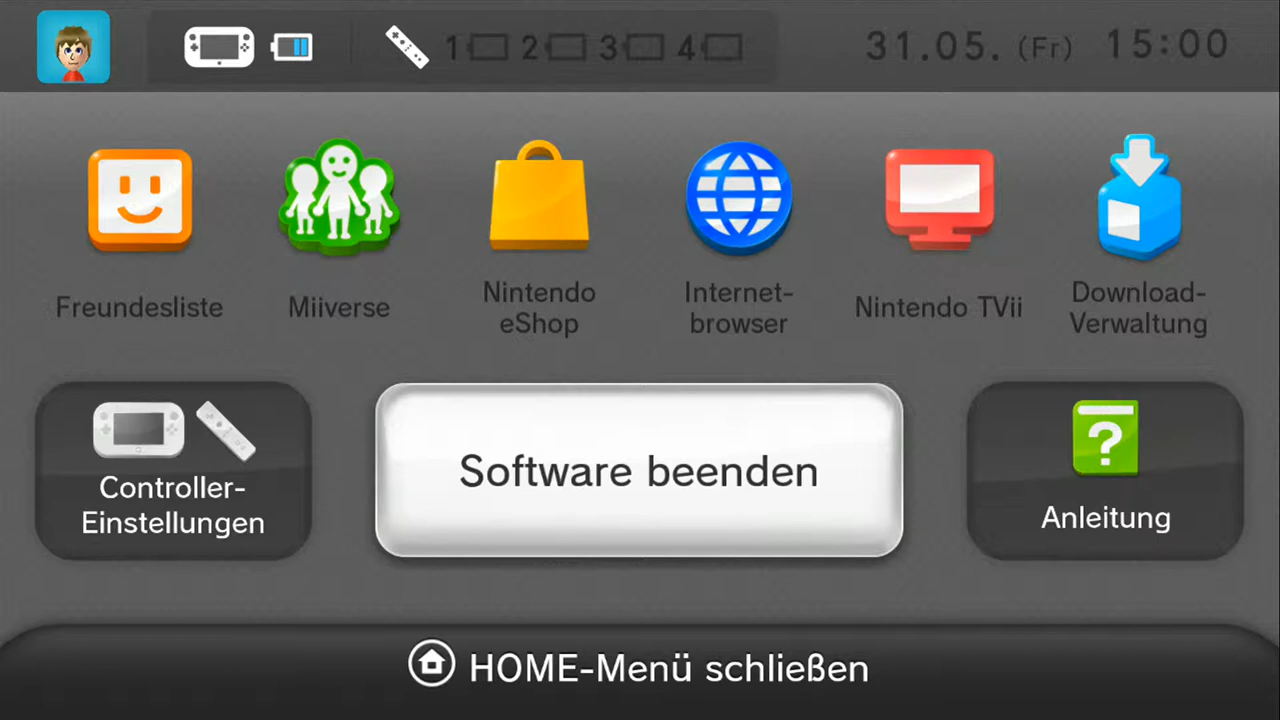 1 2 3 4
31.05. (Fr) 15:00
Freundesliste
Miiverse
Nintendo
eShop
Internet-
browser
Nintendo TVii
Download-
Verwaltung
Controller-
Einstellungen
Software beenden
?
Anleitung
HOME-Menü schließen